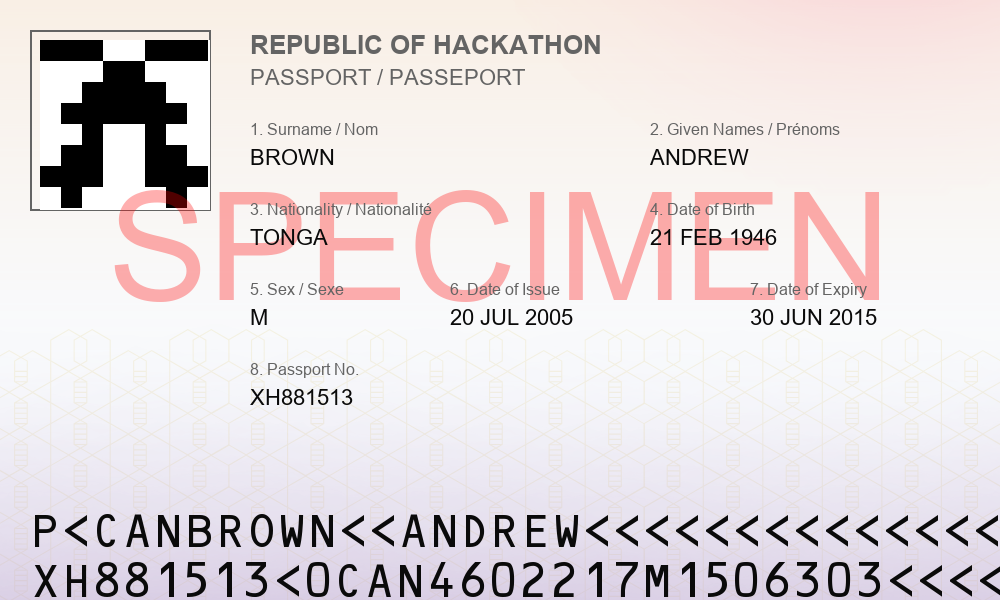 REPUBLIC OF HACKATHON
PASSPORT / PASSEPORT
1. Surname / Nom 2. Given Names / Prénoms
BROWN ANDREW
SPECIMEN
3. Nationality / Nationalité 4. Date of Birth
TONGA 21 FEB 1946
5. Sex / Sexe 6. Date of Issue 7. Date of Expiry
M 20 JUL 2005 30 JUN 2015
8. Passport No.
XH881513
P<CANBROWN<<ANDREW<<<<<<<<<<<<<<
XH881513<0CAN4602217M1506303<<<<